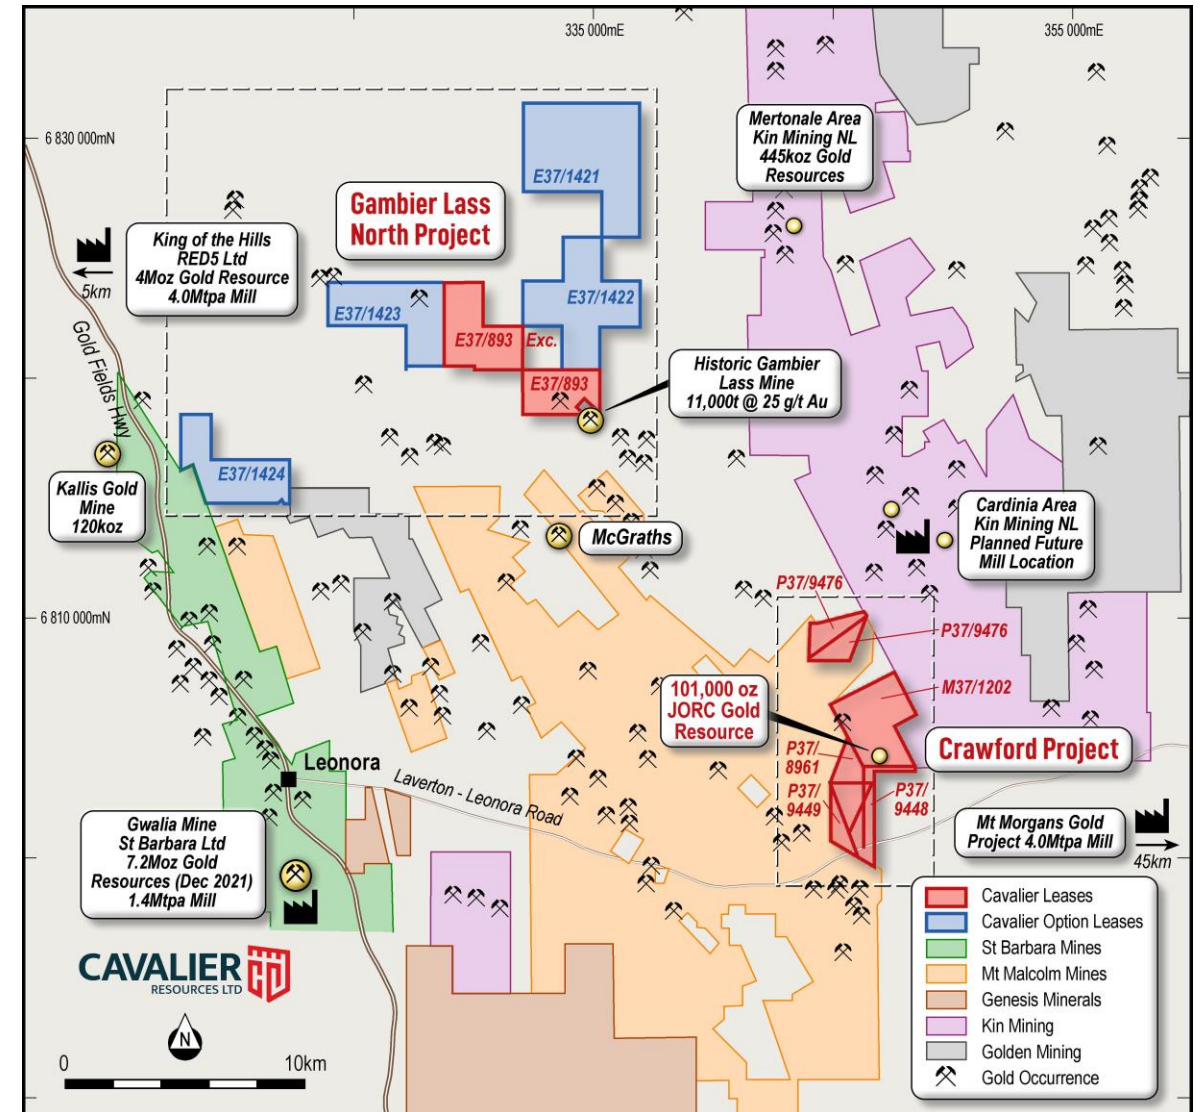 335 000mE
355 000mE
6 830 000mN
6 810 000mN
Mertonale Area
Kin Mining NL
445koz Gold
Resources
E37/1421
Gambier Lass
North Project
King of the Hills
RED5 Ltd
4Moz Gold Resource
4.0Mtpa Mill
5km
E37/1422
E37/1423
E37/893
Exc.
E37/893
Gold Fields Hwy
Historic Gambier
Lass Mine
11,000t @ 25 g/t Au
E37/1424
Kallis Gold
Mine
120koz
McGraths
Cardinia Area
Kin Mining NL
Planned Future
Mill Location
P37/9476
P37/9476
M37/1202
101,000 oz
JORC Gold
Resource
Crawford Project
P37/
8961
P37/
9449
P37/
9448
Leonora
Laverton - Leonora Road
Mt Morgans Gold
Project 4.0Mtpa Mill
45km
Gwalia Mine
St Barbara Ltd
7.2Moz Gold
Resources (Dec 2021)
1.4Mtpa Mill
CAVALIER
RESOURCES LTD
N
0
10km
Cavalier Leases
Cavalier Option Leases
St Barbara Mines
Mt Malcolm Mines
Genesis Minerals
Kin Mining
Golden Mining
Gold Occurrence